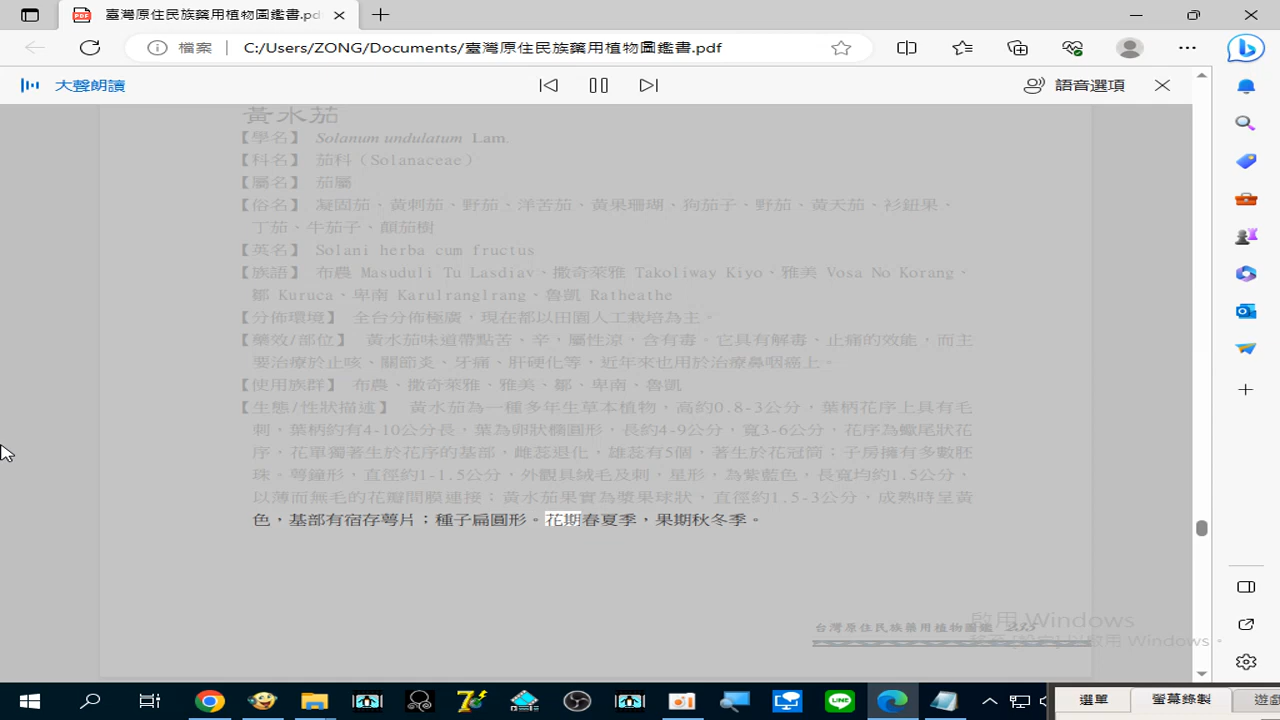 臺灣原住民族藥用植物圖鑑書.pdf
檔案
C:/Users/ZONG/Documents/臺灣原住民族藥用植物圖鑑書.pdf
大聲朗讀
語音選項
黃水茄
【學名】 Solanum undulatum Lam.
【科名】 茄科（Solanaceae）
【屬名】 茄屬
【俗名】 凝固茄、黃刺茄、野茄、洋苦茄、黃果珊瑚、狗茄子、野茄、黃天茄、衫鈕果、
丁茄、牛茄子、顛茄樹
【英名】 Solani herba cum fructus
【族語】 布農 Masuduli Tu Lasdiav、撒奇萊雅 Takoliway Kiyo、雅美 Vosa No Korang、
鄒 Kuruca、卑南 Karulranglrang、魯凱 Ratheathe
【分佈環境】 全台分佈極廣，現在都以田園人工栽培為主。
【藥效/部位】 黃水茄味道帶點苦。辛，屬性涼，含有毒。它具有解毒、止痛的效能，而主
要治療於止咳、關節炎、牙痛、肝硬化等，近年來也用於治療鼻咽癌上。
【使用族群】 布農、撒奇萊雅、雅美、鄒、卑南、魯凱
【生態/性狀描述】 黃水茄為一種多年生草本植物，高約0.8-3公分，葉柄花序上具有毛
刺。葉柄約有4-10公分長，葉為卵狀橢圓形，長約4-9公分，寬3-6公分，花序為蠍尾狀花
序，花單獨著生於花序的基部，雌蕊退化，雄蕊有5個，著生於花冠筒；子房擁有多數胚
珠。萼鐘形，直徑約1-1.5公分，外觀具絨毛及刺，星形，為紫藍色，長寬均約1.5公分、
以薄而無毛的花瓣間膜連接；黃水茄果實為漿果球狀，直徑約1.5-3公分，成熟時呈黃
色，基部有宿存萼片；種子扁圓形。花期春夏季，果期秋冬季。
台灣原住民族藥用植物圖鑑
啟用 Windows
移至 [設定] 以啟用 Windows。
選單
螢幕錄製